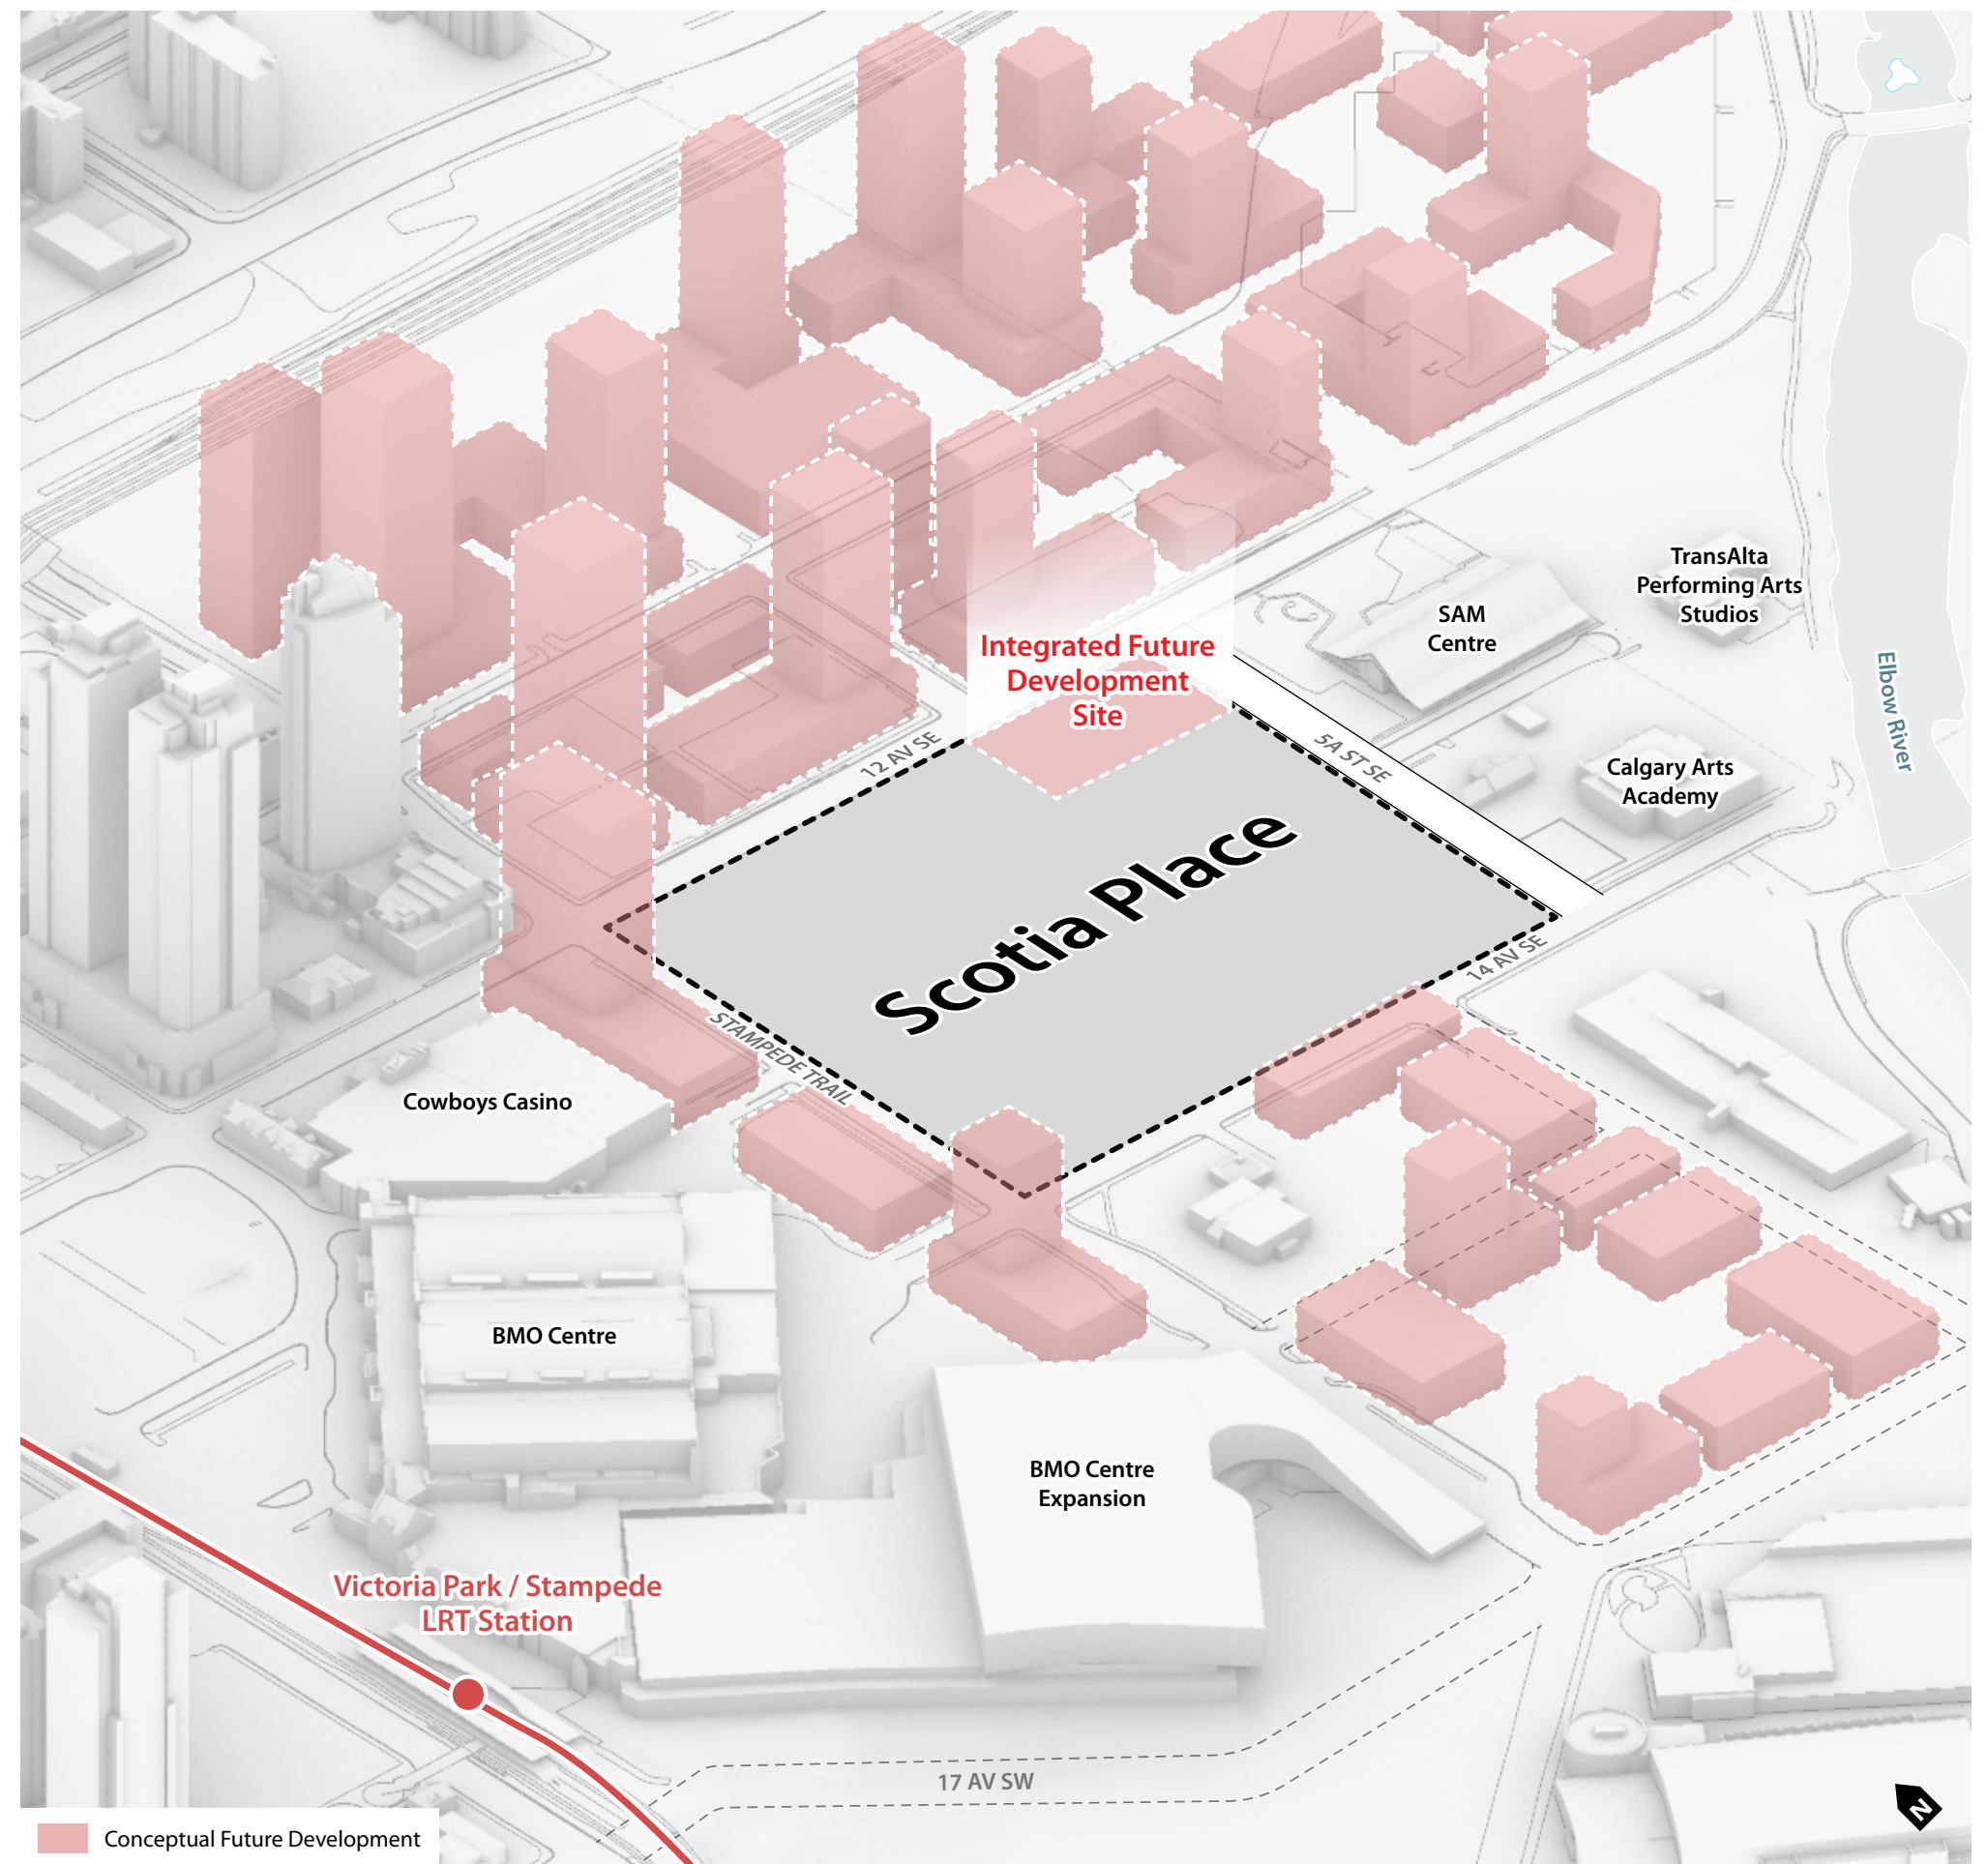 TransAlta
Performing Arts
Studios
SAM
Centre
Integrated Future
Development
Site
Elbow River
12 AV SE
5A ST SE
Calgary Arts
Academy
Scotia Place
14 AV SE
STAMPEDE TRAIL
Cowboys Casino
BMO Centre
BMO Centre
Expansion
Victoria Park / Stampede
LRT Station
17 AV SW
N
Conceptual Future Development